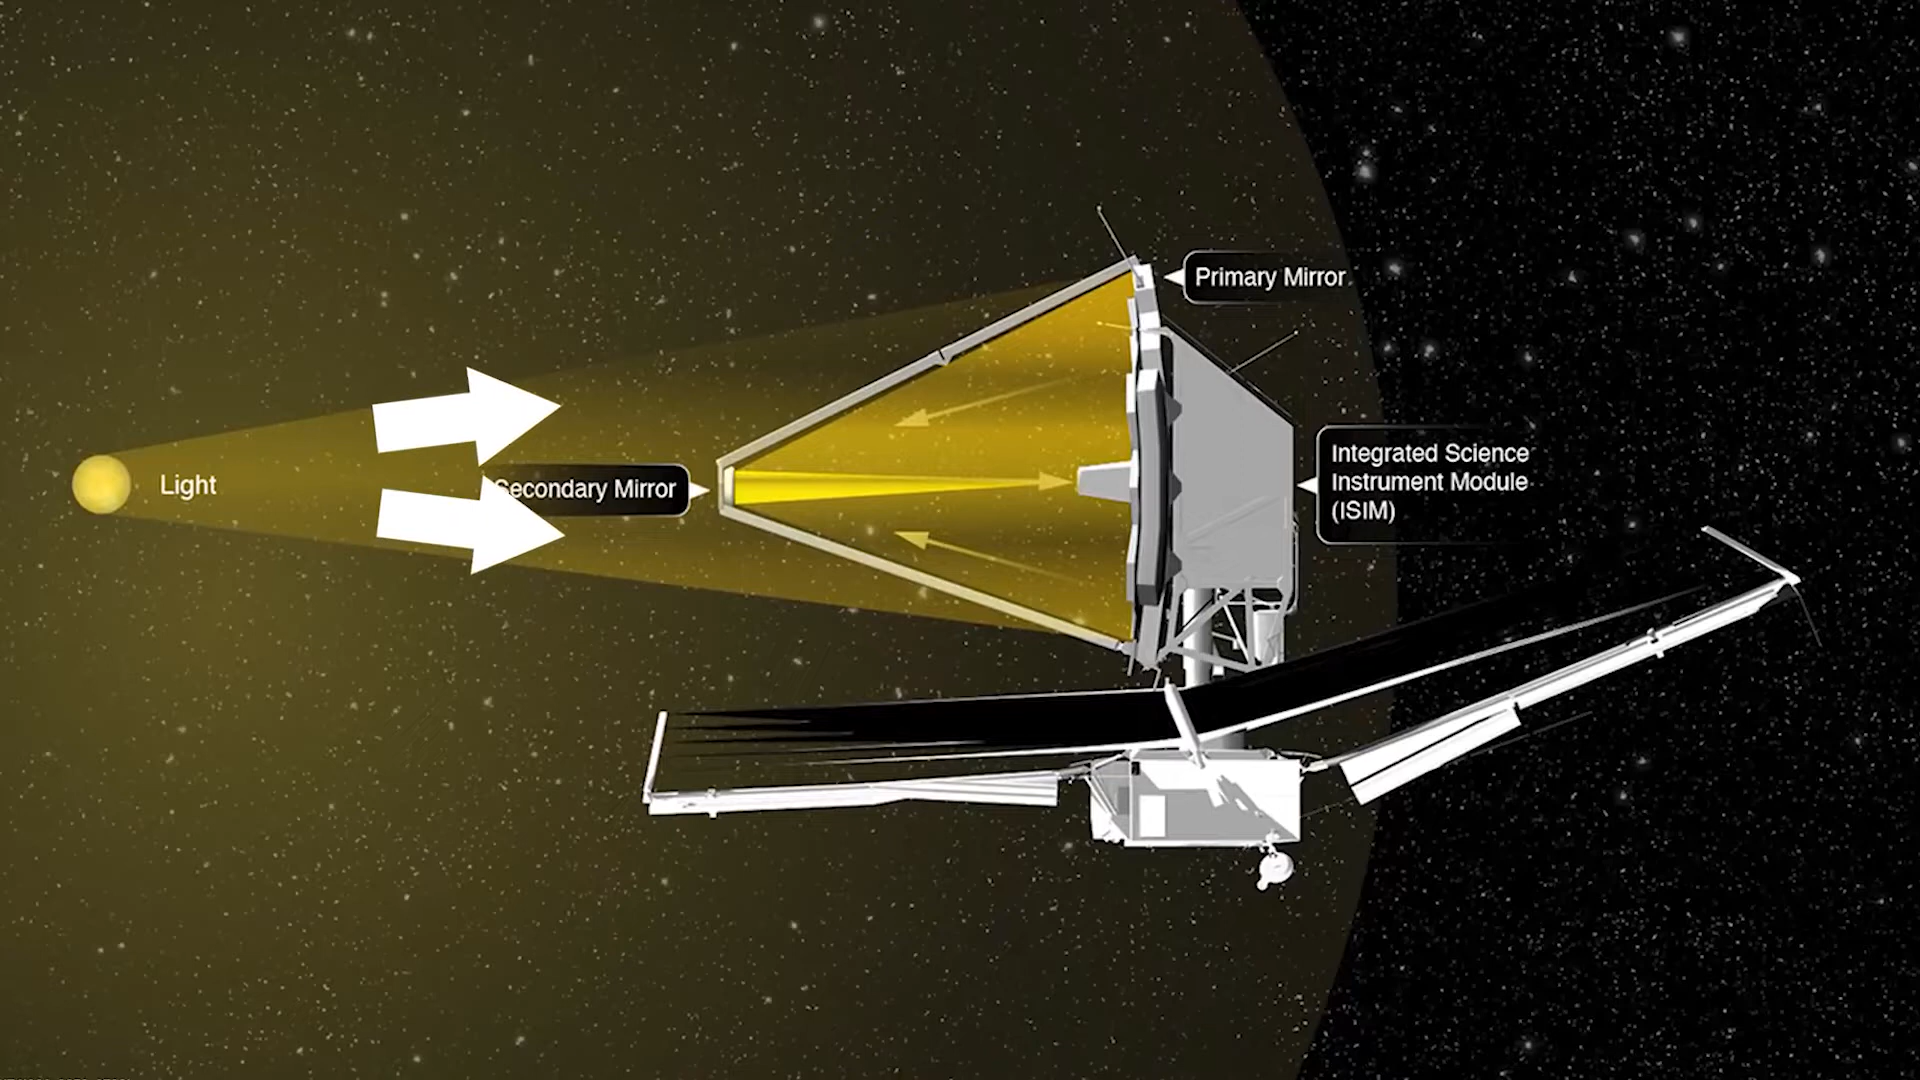 Primary Mirror
Light
Secondary Mirror
Integrated Science
Instrument Module
(ISIM)